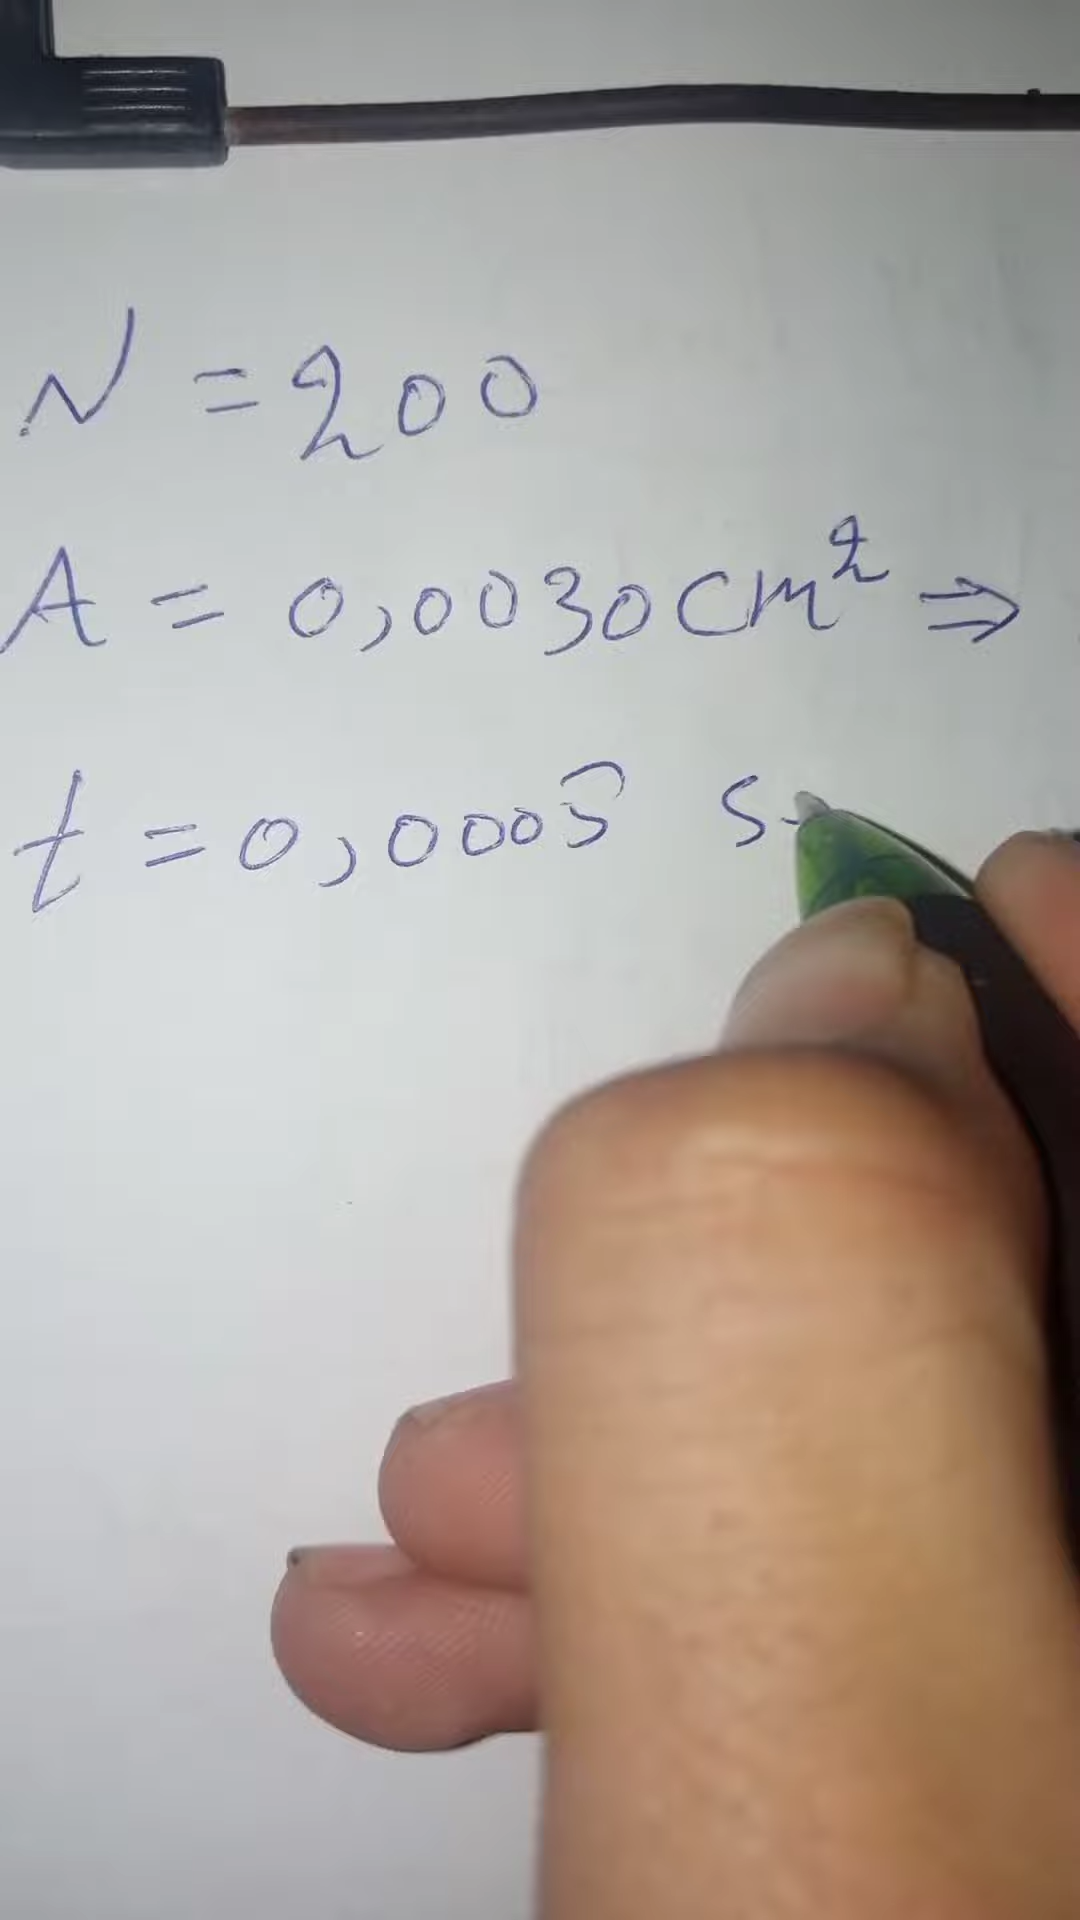 N = 200
A = 0,0030 cm² ⇒
t = 0,0005 s